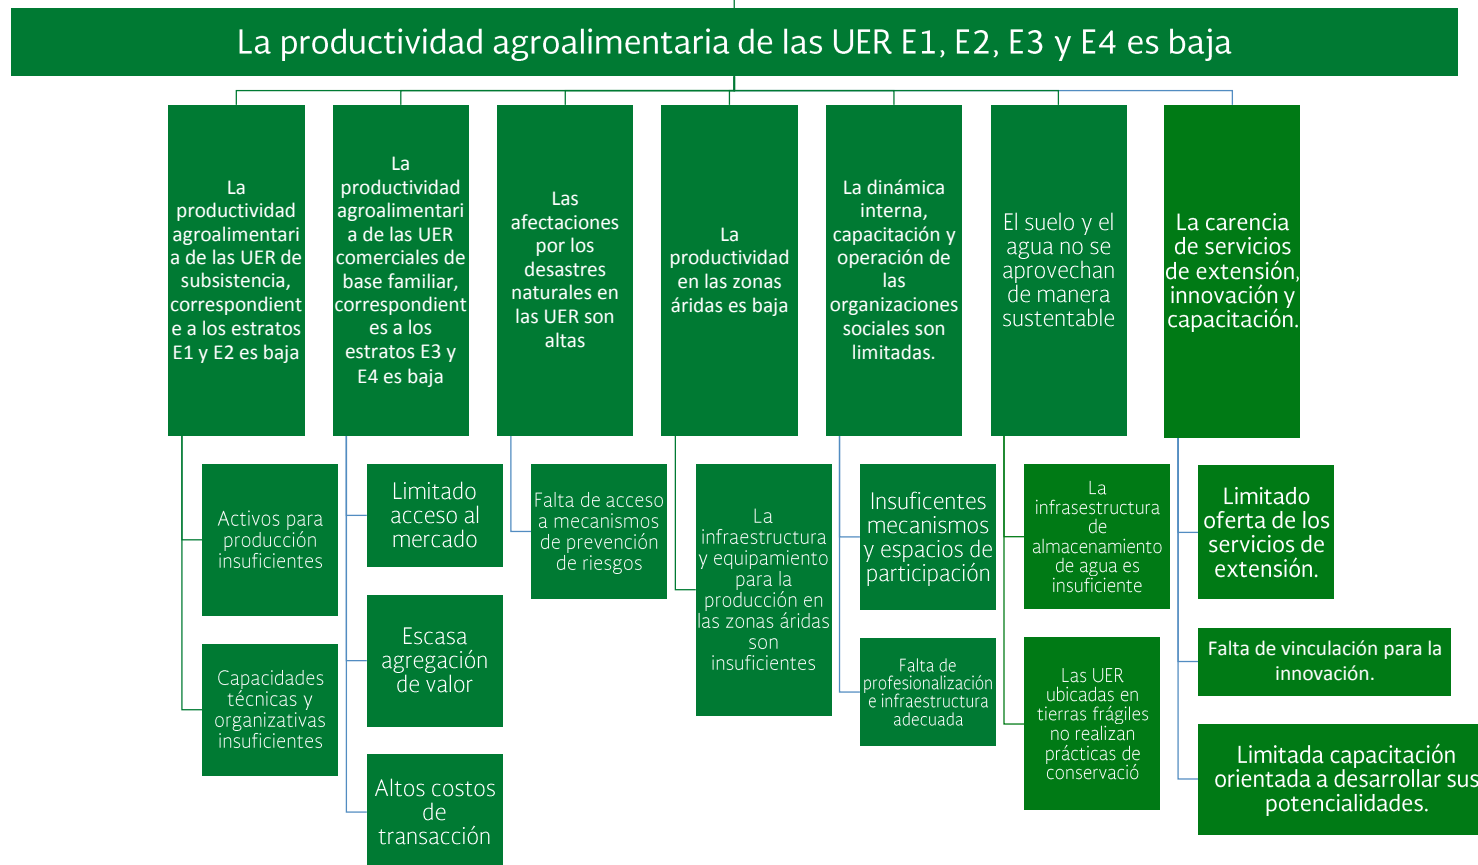 La productividad agroalimentaria de las UER E1, E2, E3 y E4 es baja
La
productividad
agroalimentari
a de las UER de
subsistencia,
correspondient
e a los estratos
E1 y E2 es baja
La
productividad
agroalimentari
a de las UER
comerciales de
base familiar,
correspondient
es a los
estratos E3 y
E4 es baja
Las
afectaciones
por los
desastres
naturales en
las UER son
altas
La
productividad
en las zonas
áridas es baja
La dinámica
interna,
capacitación y
operación de
las
organizaciones
sociales son
limitadas.
El suelo y el
agua no se
aprovechan
de manera
sustentable
La carencia
de servicios
de extensión,
innovación y
capacitación.
Activos para
producción
insuficientes
Capacidades
técnicas y
organizativas
insuficientes
Limitado
acceso al
mercado
Escasa
agregación
de valor
Altos costos
de
transacción
Falta de acceso
a mecanismos
de prevención
de riesgos
La
infraestructura
y equipamiento
para la
producción en
las zonas áridas
son
insuficientes
Insuficentes
mecanismos
y espacios de
participación
Falta de
profesionalización
e infraestructura
adecuada
La
infrasestructura
de
almacenamiento
de agua es
insuficiente
Las UER
ubicadas en
tierras frágiles
no realizan
prácticas de
conservació
Limitado
oferta de los
servicios de
extensión.
Falta de vinculación para la
innovación.
Limitada capacitación
orientada a desarrollar sus
potencialidades.